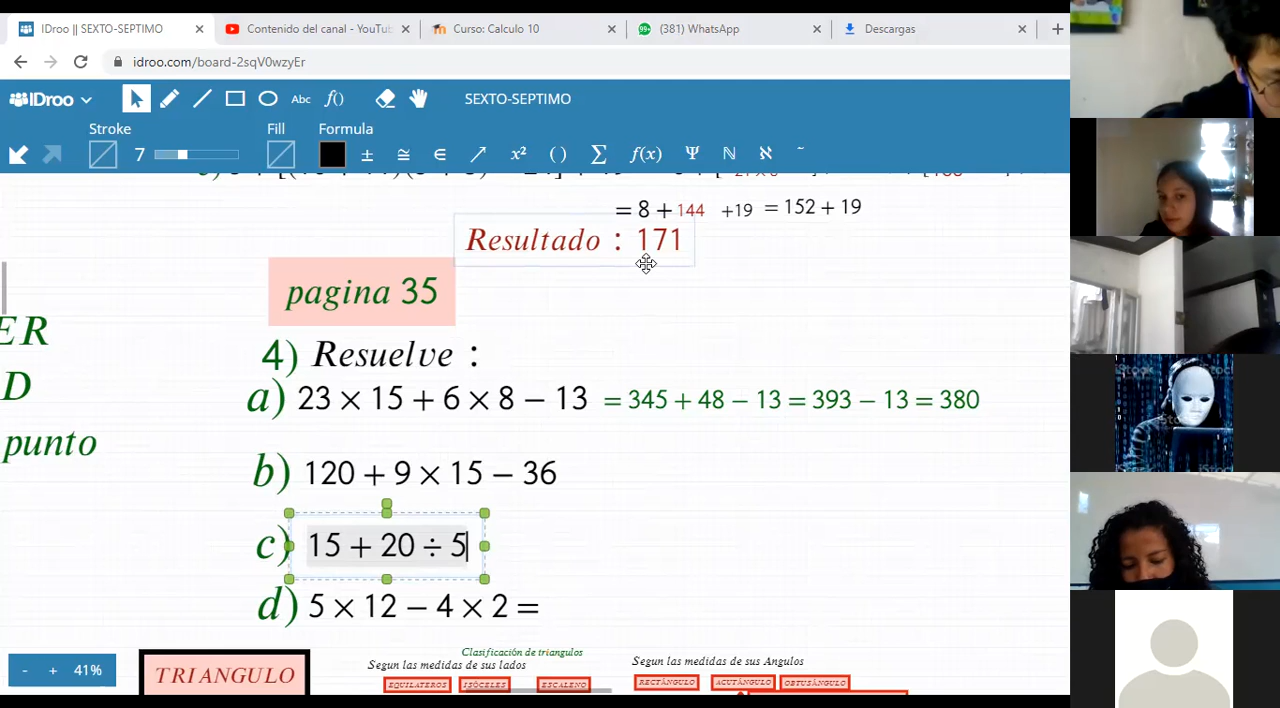 IDroo || SEXTO-SEPTIMO
Contenido del canal - YouTu
Curso: Calculo 10
(381) WhatsApp
Descargas
idroo.com/board-2sqV0wzyEr
IDroo
Abc
f()
SEXTO-SEPTIMO
Stroke
Fill
Formula
7
± ≅ ∈ x² ( ) Σ f(x) Ψ ℕ ℵ
= 8 + 144 +19 = 152 + 19
Resultado : 171
pagina 35
ER
4) Resuelve :
D
a) 23 × 15 + 6 × 8 − 13 = 345 + 48 − 13 = 393 − 13 = 380
punto
b) 120 + 9 × 15 − 36
c) 15 + 20 ÷ 5
d) 5 × 12 − 4 × 2 =
Clasificación de triangulos
Segun las medidas de sus lados
Segun las medidas de sus Angulos
- + 41%
TRIANGULO
EQUILATEROS
ISÓCELES
ESCALENO
RECTÁNGULO
ACUTÁNGULO
OBTUSÁNGULO
iStock
iStock